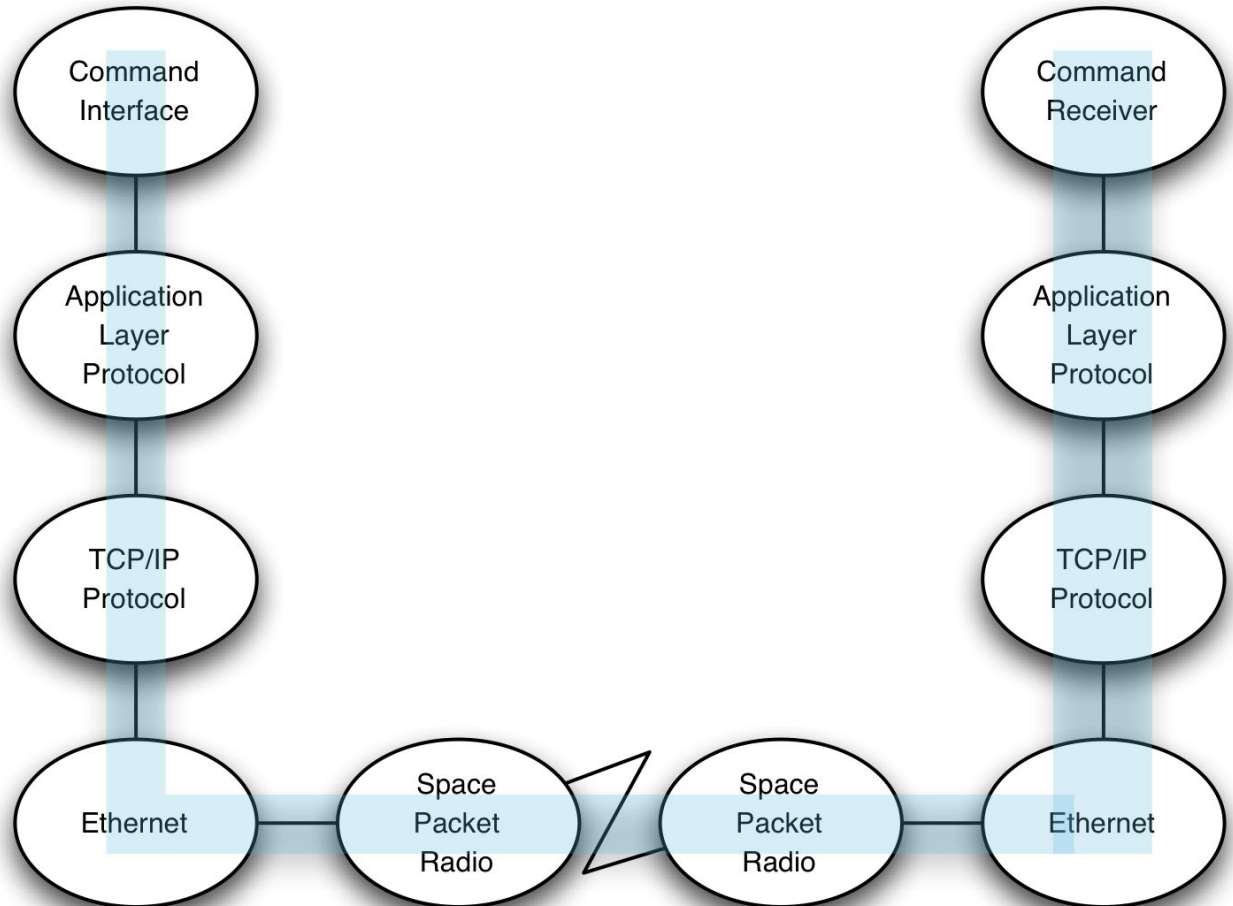 Command
Interface
Command
Receiver
Application
Layer
Protocol
Application
Layer
Protocol
TCP/IP
Protocol
TCP/IP
Protocol
Ethernet
Space
Packet
Radio
Space
Packet
Radio
Ethernet